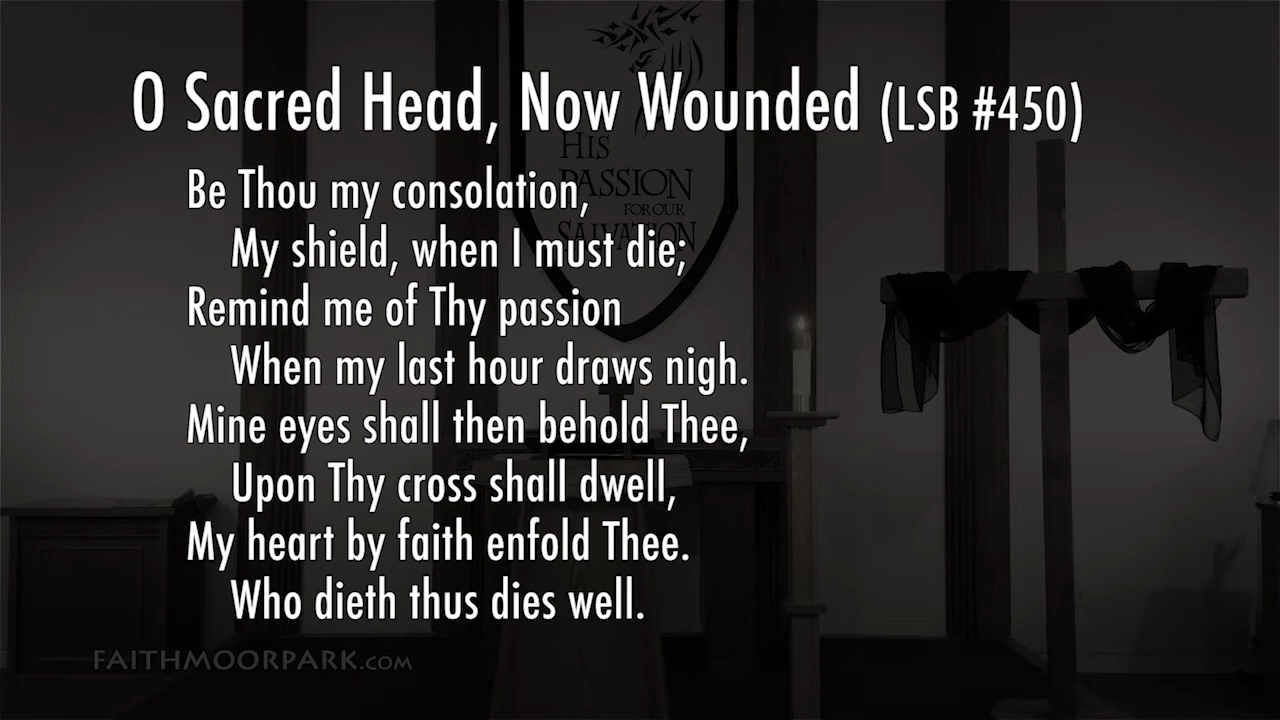 O Sacred Head, Now Wounded (LSB #450)
Be Thou my consolation,
My shield, when I must die;
Remind me of Thy passion
When my last hour draws nigh.
Mine eyes shall then behold Thee,
Upon Thy cross shall dwell,
My heart by faith enfold Thee.
Who dieth thus dies well.
HIS
PASSION
FOR OUR
SALVATION
FAITHMOORPARK.COM